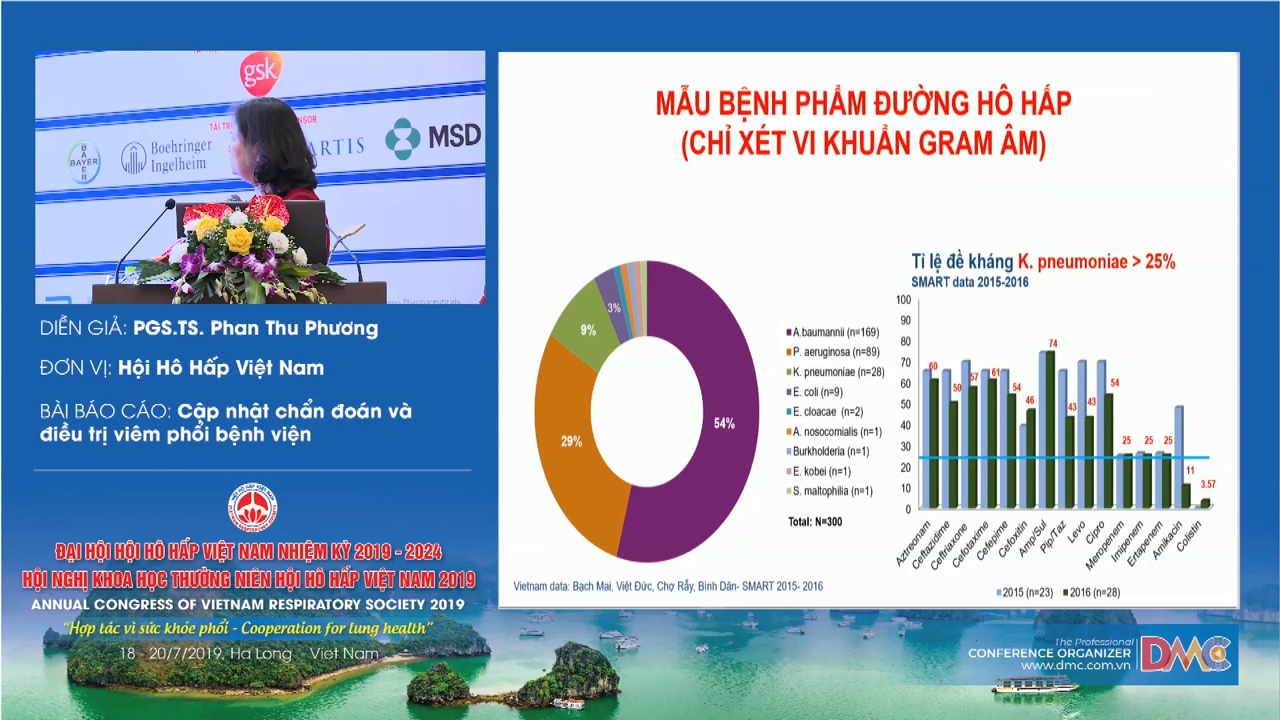 gsk
BAYER
BAYER
Boehringer
Ingelheim
ARTIS
MSD
DIỄN GIẢ: PGS.TS. Phan Thu Phương
ĐƠN VỊ: Hội Hô Hấp Việt Nam
BÀI BÁO CÁO: Cập nhật chẩn đoán và
điều trị viêm phổi bệnh viện
ĐẠI HỘI HỘI HÔ HẤP VIỆT NAM NHIỆM KỲ 2019 - 2024
HỘI NGHỊ KHOA HỌC THƯỜNG NIÊN HỘI HÔ HẤP VIỆT NAM 2019
ANNUAL CONGRESS OF VIETNAM RESPIRATORY SOCIETY 2019
"Hợp tác vì sức khỏe phổi - Cooperation for lung health"
18 - 20/7/2019, Ha Long Viet Nam
MẪU BỆNH PHẨM ĐƯỜNG HÔ HẤP
(CHỈ XÉT VI KHUẨN GRAM ÂM)
54%
29%
9%
3%
A.baumannii (n=169)
P. aeruginosa (n=89)
K. pneumoniae (n=28)
E. coli (n=9)
E. cloacae (n=2)
A. nosocomialis (n=1)
Burkholderia (n=1)
E. kobei (n=1)
S. maltophilia (n=1)
Total: N=300
Tỉ lệ đề kháng K. pneumoniae > 25%
SMART data 2015-2016
100
90
80
70
60
50
40
30
20
10
0
60
50
57
61
54
46
74
43
43
54
25
25
25
11
3.57
Aztreonam
Ceftazidime
Ceftriaxone
Cefotaxime
Cefepime
Cefoxitin
Amp/Sul
Pip/Taz
Levo
Cipro
Meropenem
Imipenem
Ertapenem
Amikacin
Colistin
2015 (n=23)
2016 (n=28)
Vietnam data: Bạch Mai, Việt Đức, Chợ Rẫy, Bình Dân- SMART 2015- 2016
The Professional
CONFERENCE ORGANIZER
www.dmc.com.vn
DMC